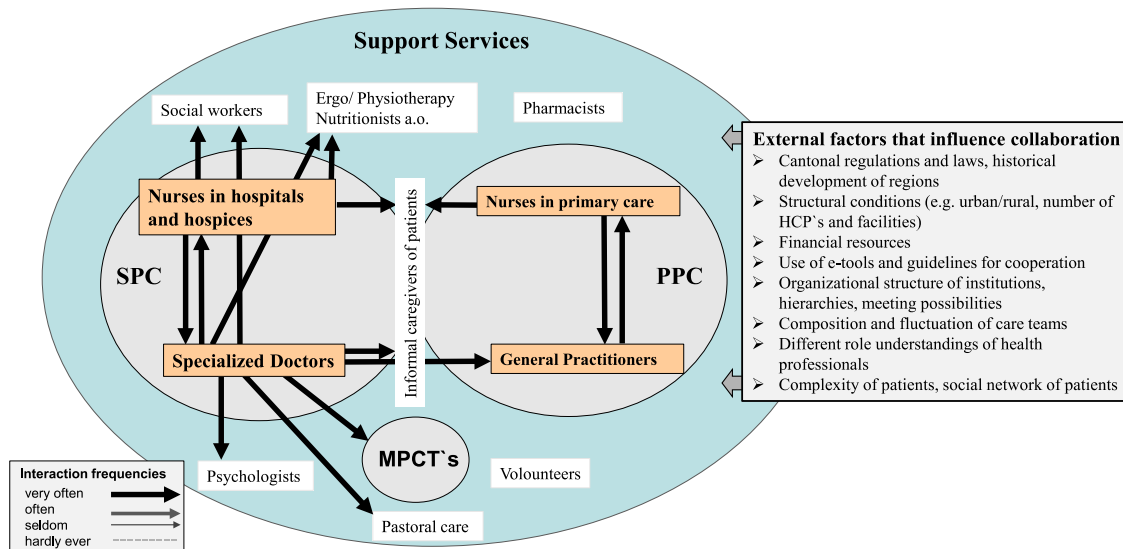 Support Services
Social workers
Ergo/ Physiotherapy
Nutritionists a.o.
Pharmacists
Nurses in hospitals
and hospices
Nurses in primary care
SPC
PPC
Informal caregivers of patients
Specialized Doctors
General Practitioners
MPCT`s
Psychologists
Volounteers
Pastoral care
External factors that influence collaboration
➢ Cantonal regulations and laws, historical
development of regions
➢ Structural conditions (e.g. urban/rural, number of
HCP`s and facilities)
➢ Financial resources
➢ Use of e-tools and guidelines for cooperation
➢ Organizational structure of institutions,
hierarchies, meeting possibilities
➢ Composition and fluctuation of care teams
➢ Different role understandings of health
professionals
➢ Complexity of patients, social network of patients
Interaction frequencies
very often
often
seldom
hardly ever